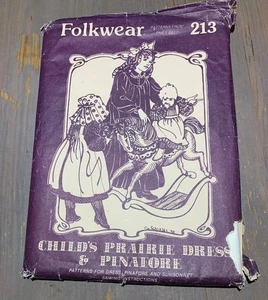 Folkwear
213
CHILD'S PRAIRIE DRESS
& PINAFORE
PATTERNS FOR DRESS, PINAFORE AND SUNBONNET